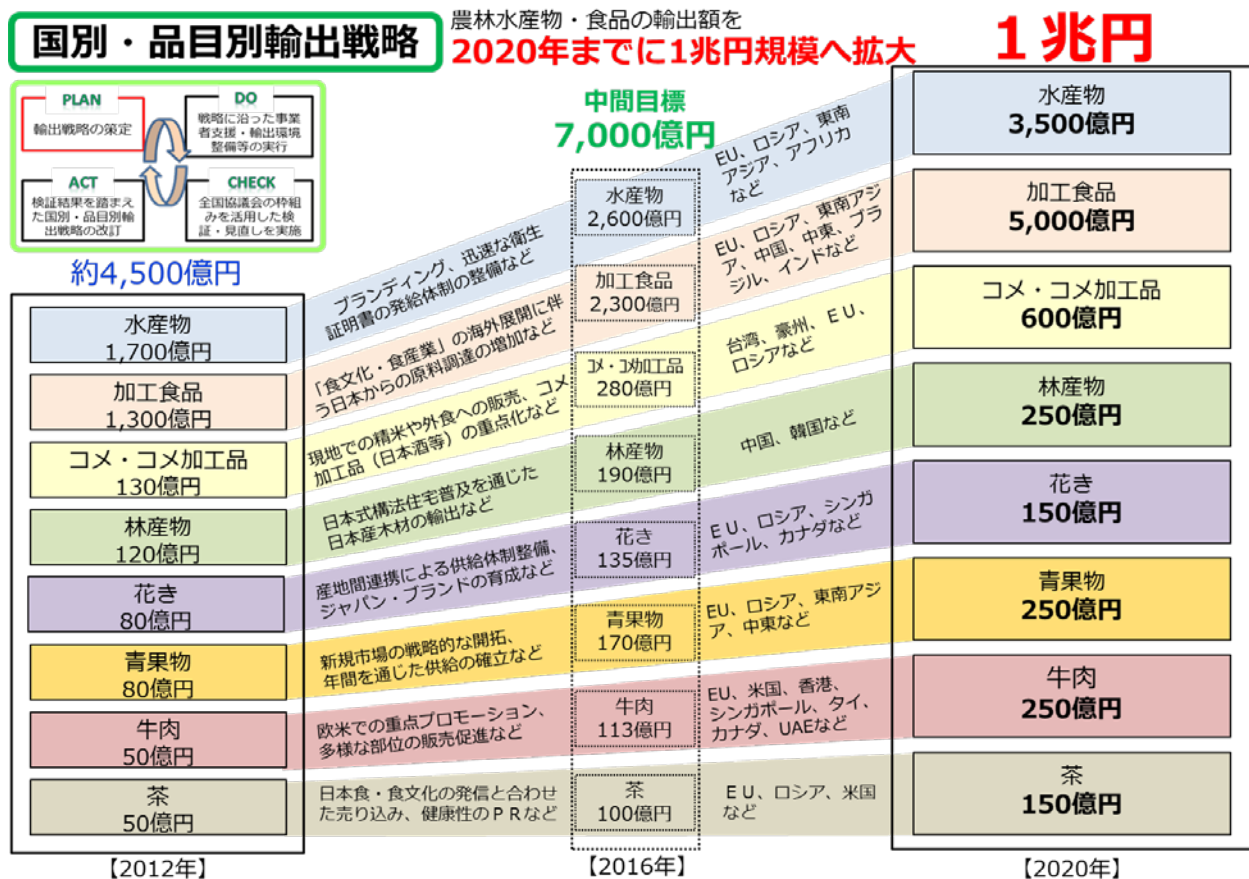 国別・品目別輸出戦略
農林水産物・食品の輸出額を
2020年までに1兆円規模へ拡大
1兆円
PLAN
輸出戦略の策定
DO
戦略に沿った事業
者支援・輸出環境
整備等の実行
ACT
検証結果を踏まえ
た国別・品目別輸
出戦略の改訂
CHECK
全国協議会の枠組
みを活用した検
証・見直しを実施
約4,500億円
水産物
1,700億円
加工食品
1,300億円
コメ・コメ加工品
130億円
林産物
120億円
花き
80億円
青果物
80億円
牛肉
50億円
茶
50億円
【2012年】
ブランディング、迅速な衛生
証明書の発給体制の整備など
「食文化・食産業」の海外展開に伴
う日本からの原料調達の増加など
現地での精米や外食への販売、コメ
加工品（日本酒等）の重点化など
日本式構法住宅普及を通じた
日本産木材の輸出など
産地間連携による供給体制整備、
ジャパン・ブランドの育成など
新規市場の戦略的な開拓、
年間を通じた供給の確立など
欧米での重点プロモーション、
多様な部位の販売促進など
日本食・食文化の発信と合わせ
た売り込み、健康性のＰＲなど
中間目標
7,000億円
水産物
2,600億円
加工食品
2,300億円
コメ・コメ加工品
280億円
林産物
190億円
花き
135億円
青果物
170億円
牛肉
113億円
茶
100億円
【2016年】
EU、ロシア、東南
アジア、アフリカ
など
EU、ロシア、東南アジ
ア、中国、中東、ブラ
ジル、インドなど
台湾、豪州、ＥＵ、
ロシアなど
中国、韓国など
ＥＵ、ロシア、シンガ
ポール、カナダなど
EU、ロシア、東南アジ
ア、中東など
EU、米国、香港、
シンガポール、タイ、
カナダ、UAEなど
ＥＵ、ロシア、米国
など
水産物
3,500億円
加工食品
5,000億円
コメ・コメ加工品
600億円
林産物
250億円
花き
150億円
青果物
250億円
牛肉
250億円
茶
150億円
【2020年】